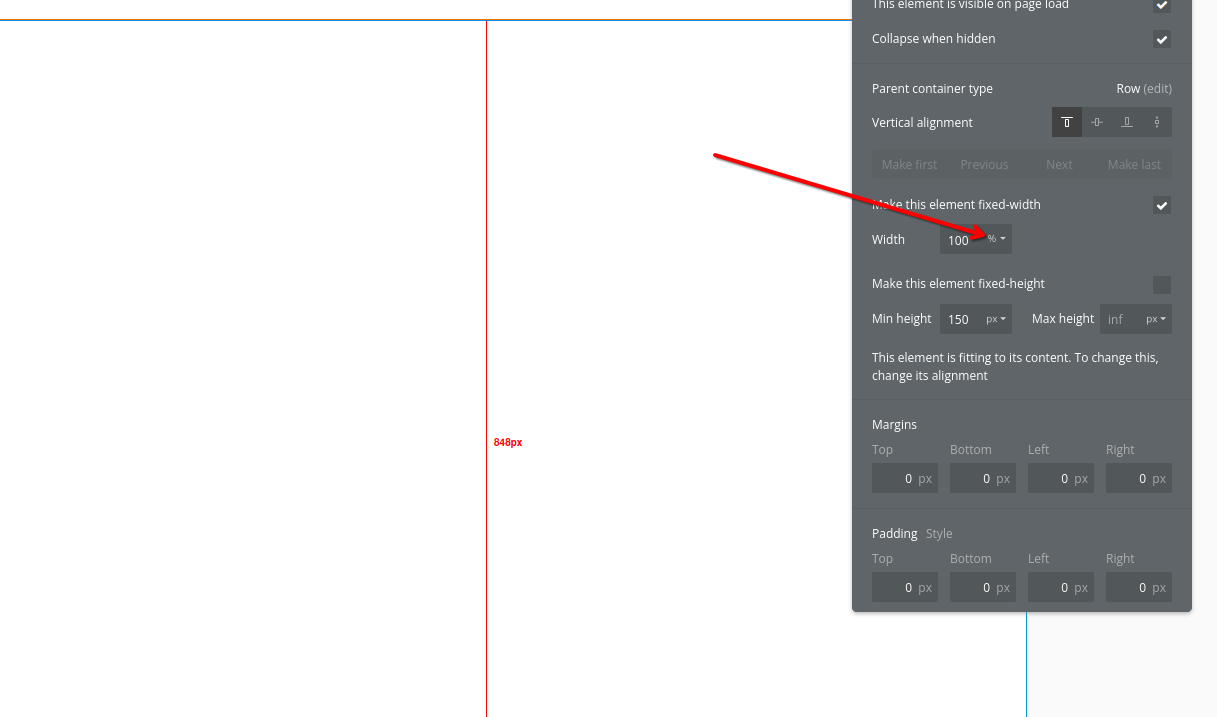 This element is visible on page load
Collapse when hidden
Parent container type Row (edit)
Vertical alignment
Make first Previous Next Make last
Make this element fixed-width
Width 100 %
Make this element fixed-height
Min height 150 px Max height inf px
This element is fitting to its content. To change this,
change its alignment
848px
Margins
Top Bottom Left Right
0 px 0 px 0 px 0 px
Padding Style
Top Bottom Left Right
0 px 0 px 0 px 0 px